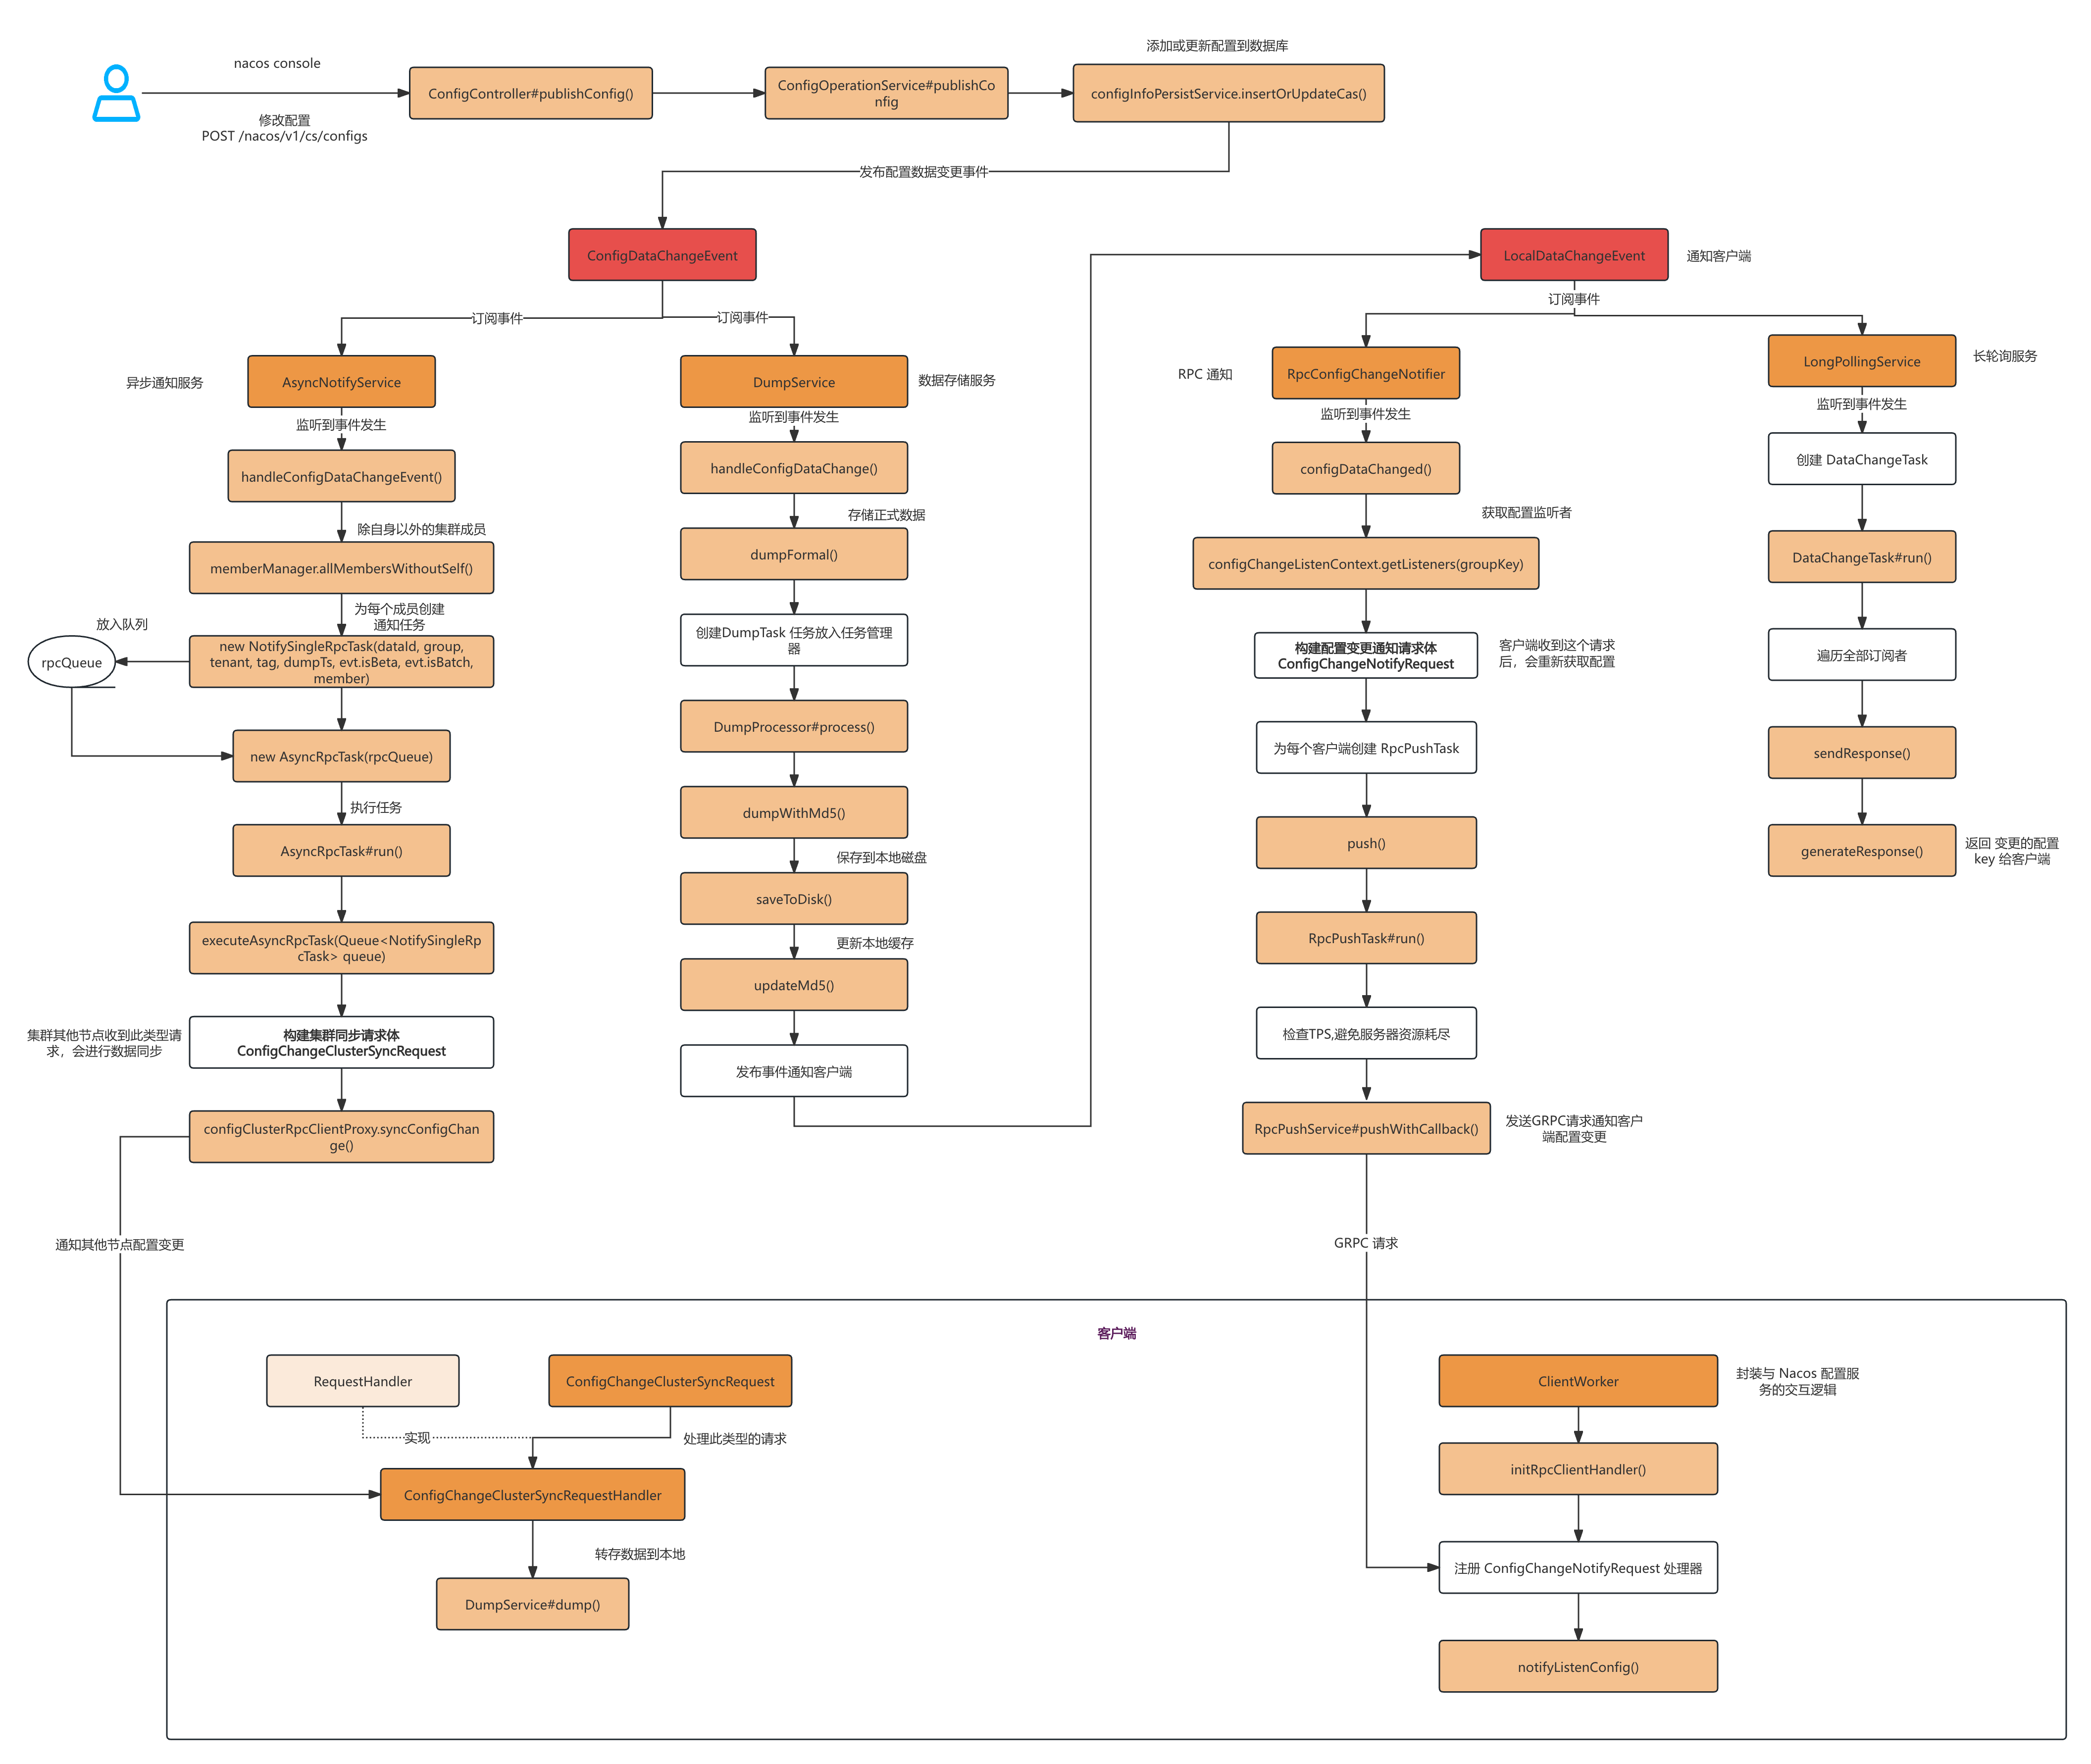 nacos console
修改配置
POST /nacos/v1/cs/configs
ConfigController#publishConfig()
ConfigOperationService#publishCo
nfig
添加或更新配置到数据库
configInfoPersistService.insertOrUpdateCas()
发布配置数据变更事件
ConfigDataChangeEvent
订阅事件
订阅事件
异步通知服务
AsyncNotifyService
监听到事件发生
handleConfigDataChangeEvent()
除自身以外的集群成员
memberManager.allMembersWithoutSelf()
为每个成员创建
通知任务
放入队列
rpcQueue
new NotifySingleRpcTask(dataId, group,
tenant, tag, dumpTs, evt.isBeta, evt.isBatch,
member)
new AsyncRpcTask(rpcQueue)
执行任务
AsyncRpcTask#run()
executeAsyncRpcTask(Queue<NotifySingleRp
cTask> queue)
集群其他节点收到此类型请
求，会进行数据同步
构建集群同步请求体
ConfigChangeClusterSyncRequest
configClusterRpcClientProxy.syncConfigChan
ge()
通知其他节点配置变更
DumpService
数据存储服务
监听到事件发生
handleConfigDataChange()
存储正式数据
dumpFormal()
创建DumpTask 任务放入任务管理
器
DumpProcessor#process()
dumpWithMd5()
保存到本地磁盘
saveToDisk()
更新本地缓存
updateMd5()
发布事件通知客户端
LocalDataChangeEvent
通知客户端
订阅事件
RPC 通知
RpcConfigChangeNotifier
监听到事件发生
configDataChanged()
获取配置监听者
configChangeListenContext.getListeners(groupKey)
构建配置变更通知请求体
ConfigChangeNotifyRequest
客户端收到这个请求
后，会重新获取配置
为每个客户端创建 RpcPushTask
push()
RpcPushTask#run()
检查TPS,避免服务器资源耗尽
RpcPushService#pushWithCallback()
发送GRPC请求通知客户
端配置变更
GRPC 请求
LongPollingService
长轮询服务
监听到事件发生
创建 DataChangeTask
DataChangeTask#run()
遍历全部订阅者
sendResponse()
generateResponse()
返回 变更的配置
key 给客户端
客户端
RequestHandler
ConfigChangeClusterSyncRequest
实现
处理此类型的请求
ConfigChangeClusterSyncRequestHandler
转存数据到本地
DumpService#dump()
ClientWorker
封装与 Nacos 配置服
务的交互逻辑
initRpcClientHandler()
注册 ConfigChangeNotifyRequest 处理器
notifyListenConfig()